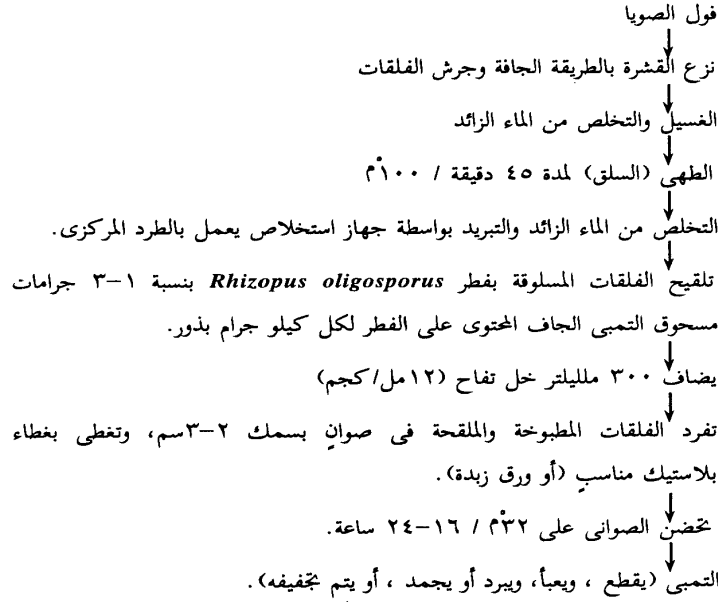 فول الصويا
نزع القشرة بالطريقة الجافة وجرش الفلقات
الغسيل والتخلص من الماء الزائد
الطهى (السلق) لمدة ٤٥ دقيقة / ١٠٠°م
التخلص من الماء الزائد والتبريد بواسطة جهاز استخلاص يعمل بالطرد المركزى.
تلقيح الفلقات المسلوقة بفطر Rhizopus oligosporus بنسبة ١–٣ جرامات
مسحوق التمبى الجاف المحتوى على الفطر لكل كيلو جرام بذور.
يضاف ٣٠٠ ملليلتر خل تفاح (١٢مل/كجم)
تفرد الفلقات المطبوخة والملقحة فى صوانٍ بسمك ٢–٣سم، وتغطى بغطاء
بلاستيك مناسبٍ (أو ورق زبدة).
تحضن الصوانى على ٣٢°م / ١٦–٢٤ ساعة.
التمبى (يقطع ، ويعبأ، ويبرد أو يجمد ، أو يتم تجفيفه).